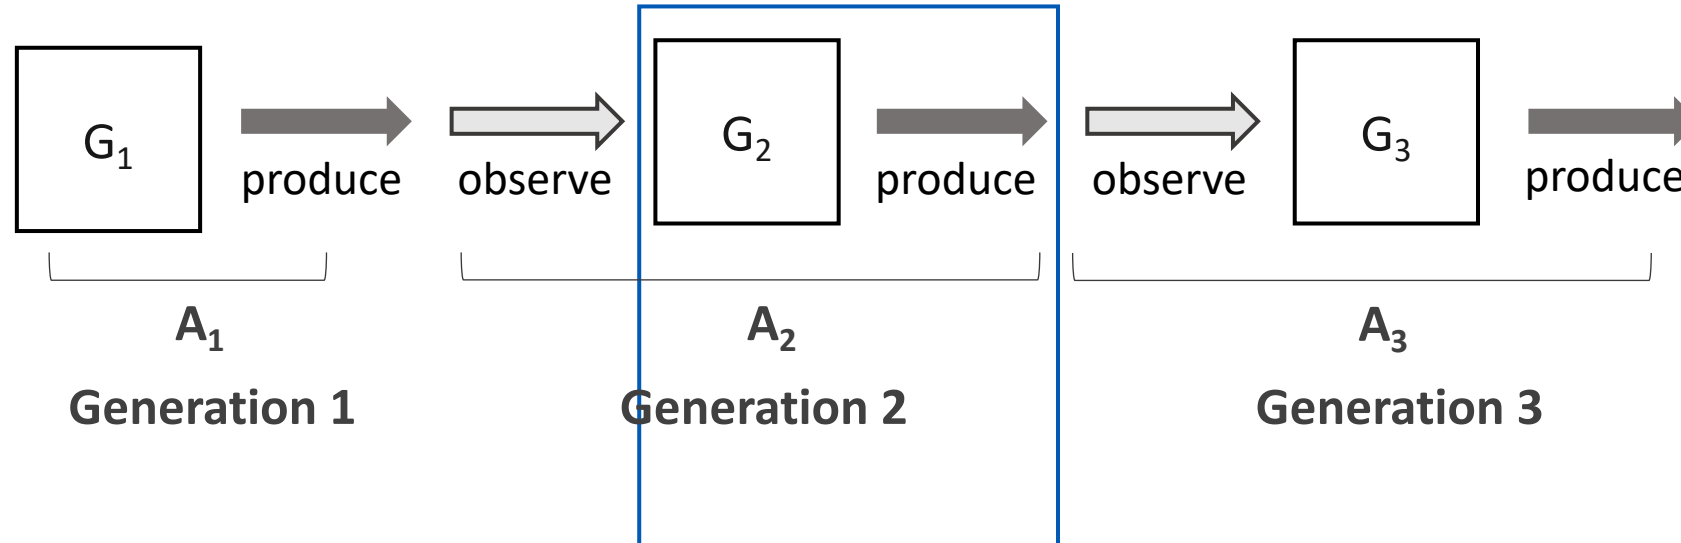 G₁ G₂ G₃
produce observe produce observe produce
A₁ A₂ A₃
Generation 1 Generation 2 Generation 3